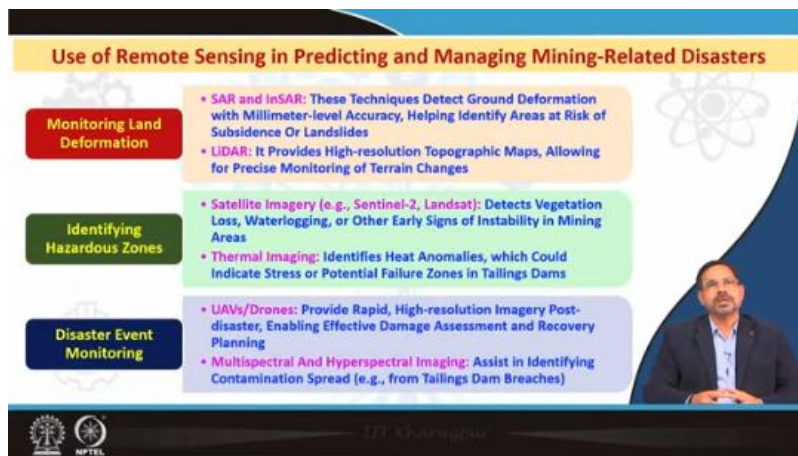 Use of Remote Sensing in Predicting and Managing Mining-Related Disasters
Monitoring Land
Deformation
• SAR and InSAR: These Techniques Detect Ground Deformation
with Millimeter-level Accuracy, Helping Identify Areas at Risk of
Subsidence Or Landslides
• LiDAR: It Provides High-resolution Topographic Maps, Allowing
for Precise Monitoring of Terrain Changes
Identifying
Hazardous Zones
• Satellite Imagery (e.g., Sentinel-2, Landsat): Detects Vegetation
Loss, Waterlogging, or Other Early Signs of Instability in Mining
Areas
• Thermal Imaging: Identifies Heat Anomalies, which Could
Indicate Stress or Potential Failure Zones in Tailings Dams
Disaster Event
Monitoring
• UAVs/Drones: Provide Rapid, High-resolution Imagery Post-
disaster, Enabling Effective Damage Assessment and Recovery
Planning
• Multispectral And Hyperspectral Imaging: Assist in Identifying
Contamination Spread (e.g., from Tailings Dam Breaches)
NPTEL
IIT Kharagpur